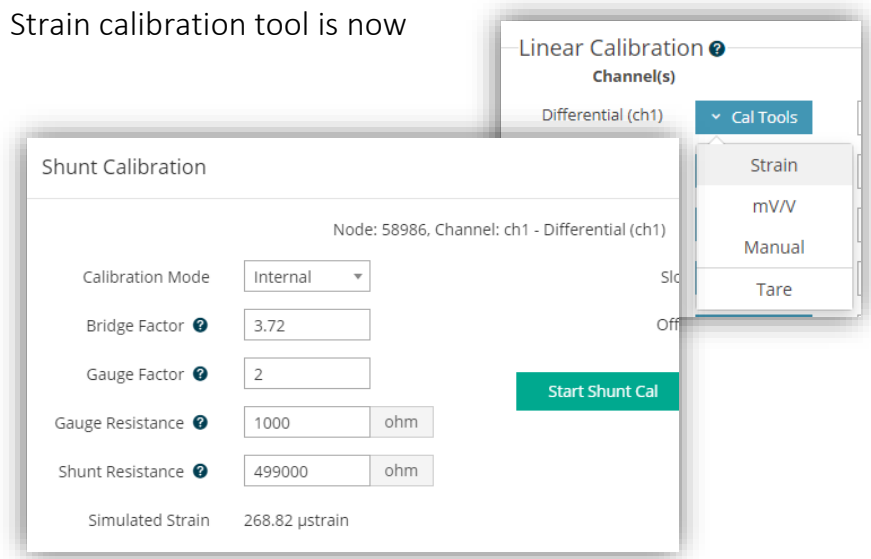 Strain calibration tool is now
Linear Calibration ?
Channel(s)
Differential (ch1) Cal Tools
Strain
mV/V
Manual
Tare
Shunt Calibration
Node: 58986, Channel: ch1 - Differential (ch1)
Calibration Mode Internal
Bridge Factor ? 3.72
Gauge Factor ? 2
Gauge Resistance ? 1000 ohm
Shunt Resistance ? 499000 ohm
Simulated Strain 268.82 µstrain
Slo
Off
Start Shunt Cal